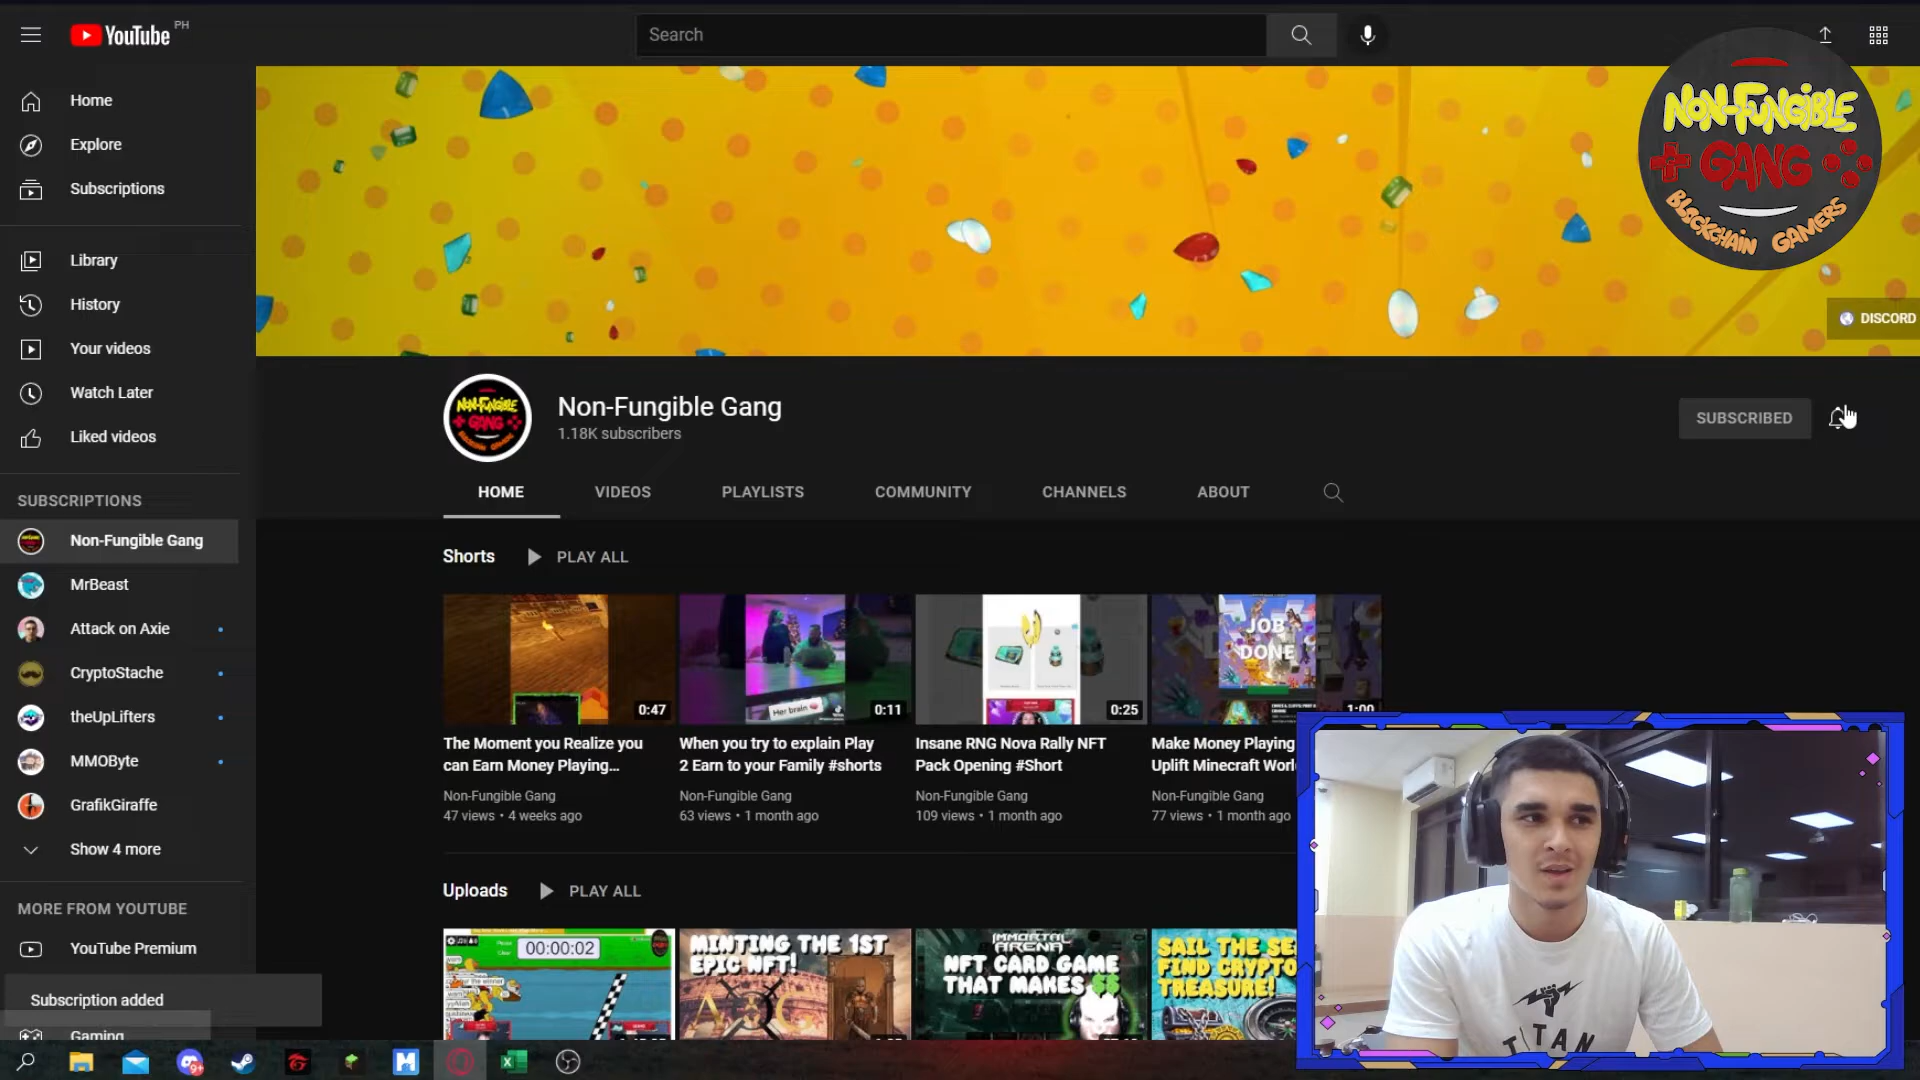 YouTube PH
Search
Home
Explore
Subscriptions
Library
History
Your videos
Watch Later
Liked videos
SUBSCRIPTIONS
Non-Fungible Gang
MrBeast
Attack on Axie
CryptoStache
theUpLifters
MMOByte
GrafikGiraffe
Show 4 more
MORE FROM YOUTUBE
YouTube Premium
Subscription added
Gaming
NON-FUNGIBLE
GANG
BLOCKCHAIN GAMERS
DISCORD
NON-FUNGIBLE
GANG
Non-Fungible Gang
1.18K subscribers
SUBSCRIBED
HOME
VIDEOS
PLAYLISTS
COMMUNITY
CHANNELS
ABOUT
Shorts
PLAY ALL
0:47
Her brain
0:11
0:25
JOB
DONE
1:00
The Moment you Realize you
can Earn Money Playing...
Non-Fungible Gang
47 views • 4 weeks ago
When you try to explain Play
2 Earn to your Family #shorts
Non-Fungible Gang
63 views • 1 month ago
Insane RNG Nova Rally NFT
Pack Opening #Short
Non-Fungible Gang
109 views • 1 month ago
Make Money Playing
Uplift Minecraft
Non-Fungible Gang
77 views • 1 month ago
Uploads
PLAY ALL
00:00:02
MINTING THE 1ST
EPIC NFT!
IMMORTAL
ARENA
NFT CARD GAME
THAT MAKES $$
SAIL THE
FIND CRYPTO
TREASURE!
TITAN
9+